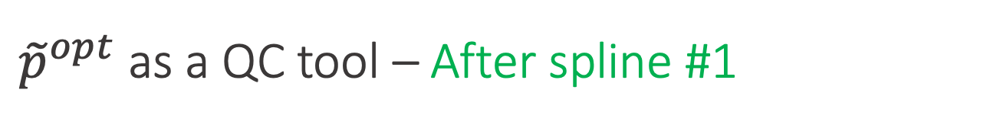 p̃ᵒᵖᵗ as a QC tool – After spline #1